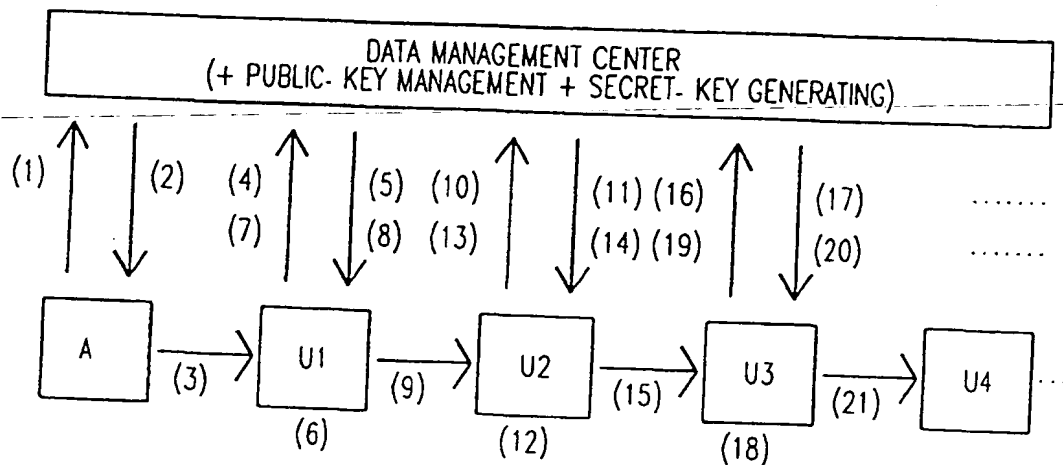 DATA MANAGEMENT CENTER
(+ PUBLIC- KEY MANAGEMENT + SECRET- KEY GENERATING)
(1) (2) (4) (5) (10) (11) (16) (17) .......
(7) (8) (13) (14) (19) (20) .......
A U1 U2 U3 U4 ...
(3) (9) (15) (21)
(6) (12) (18)